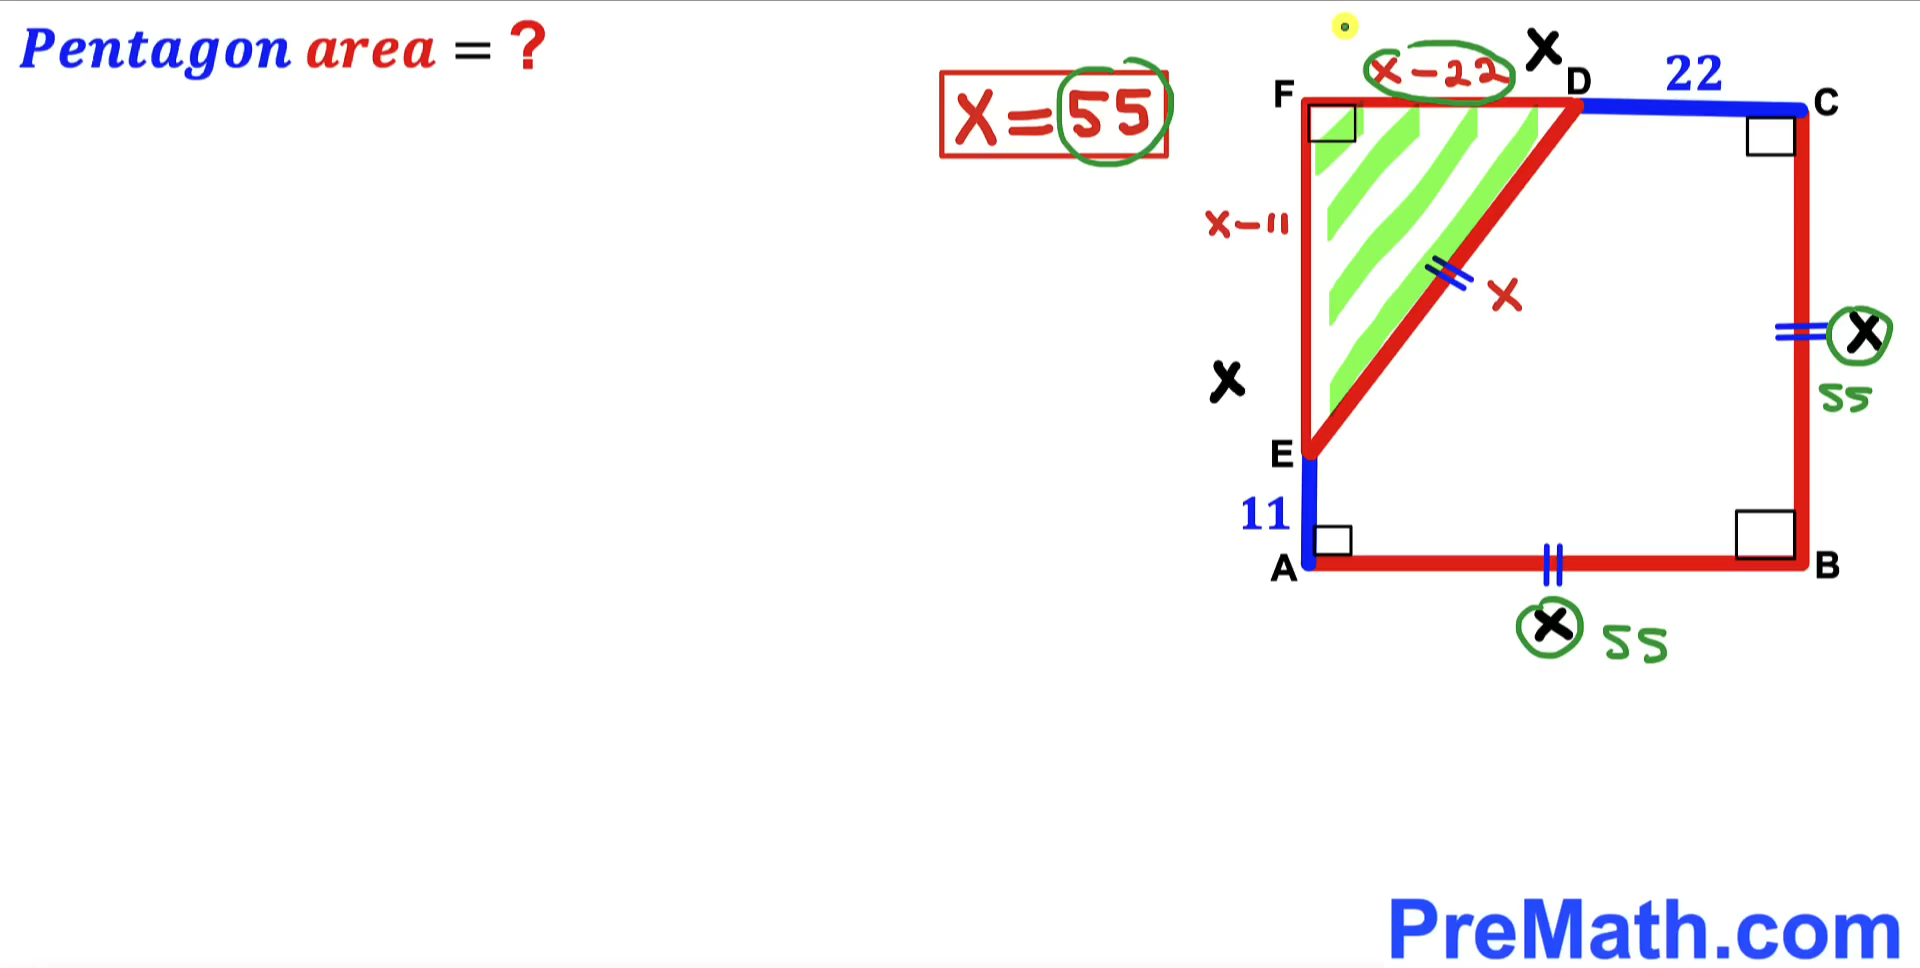 Pentagon area = ?
X = 55
x - 22
X
F
D
22
C
x - 11
x
X
X
55
E
11
A
B
X
55
PreMath.com